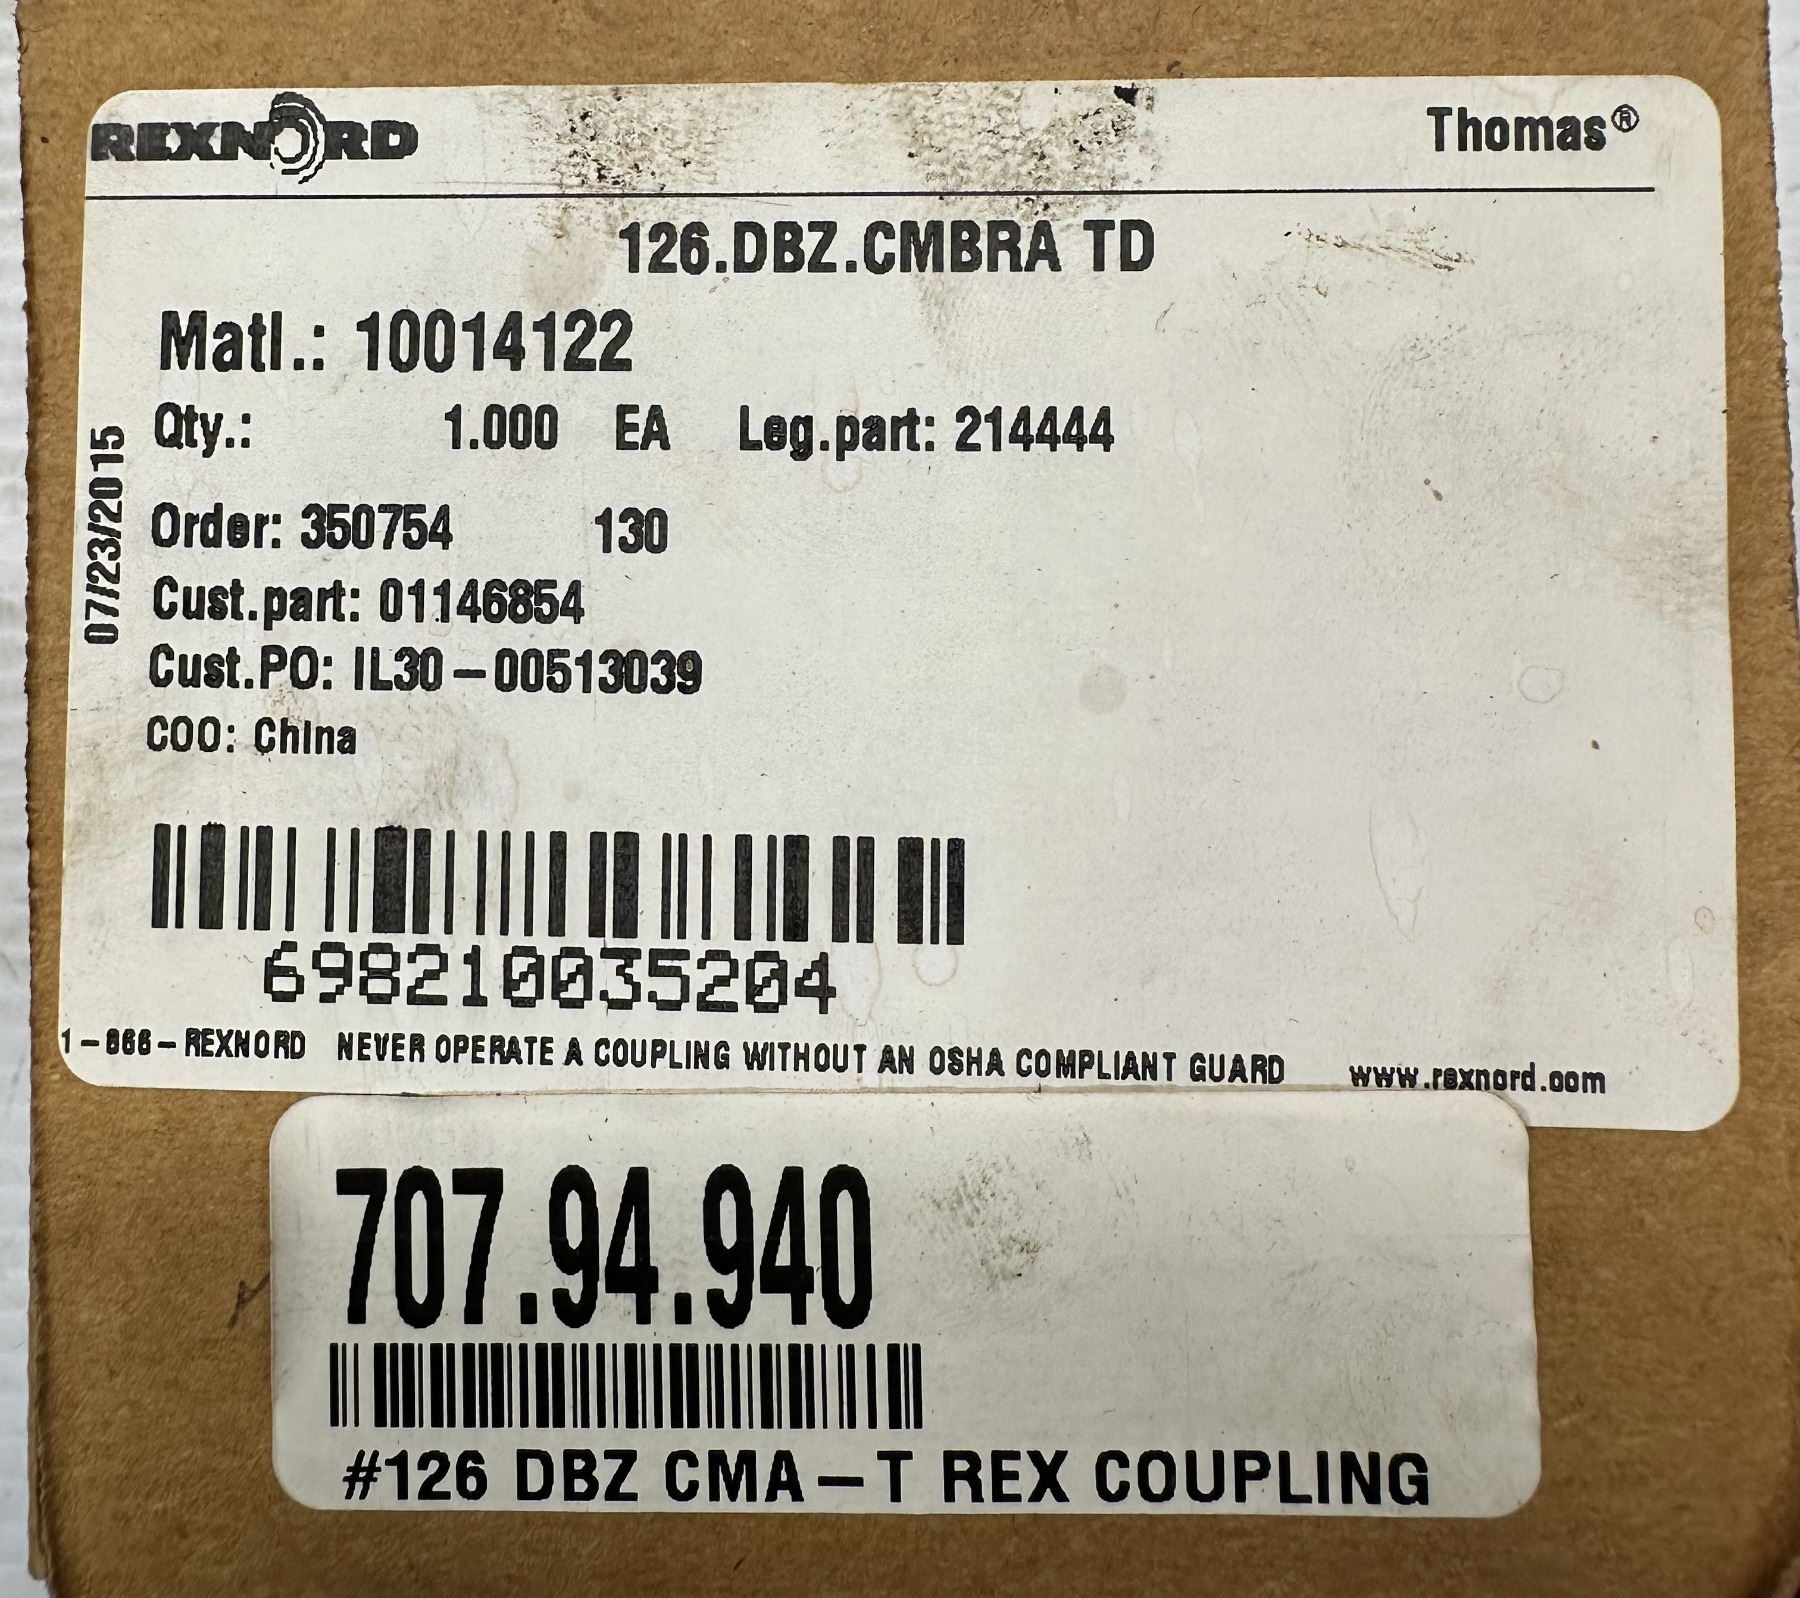 REXNORD Thomas®
126.DBZ.CMBRA TD
Matl.: 10014122
Qty.: 1.000 EA Leg.part: 214444
07/23/2015
Order: 350754 130
Cust.part: 01146854
Cust.PO: IL30-00513039
COO: China
698210035204
1-866-REXNORD NEVER OPERATE A COUPLING WITHOUT AN OSHA COMPLIANT GUARD www.rexnord.com
707.94.940
#126 DBZ CMA-T REX COUPLING